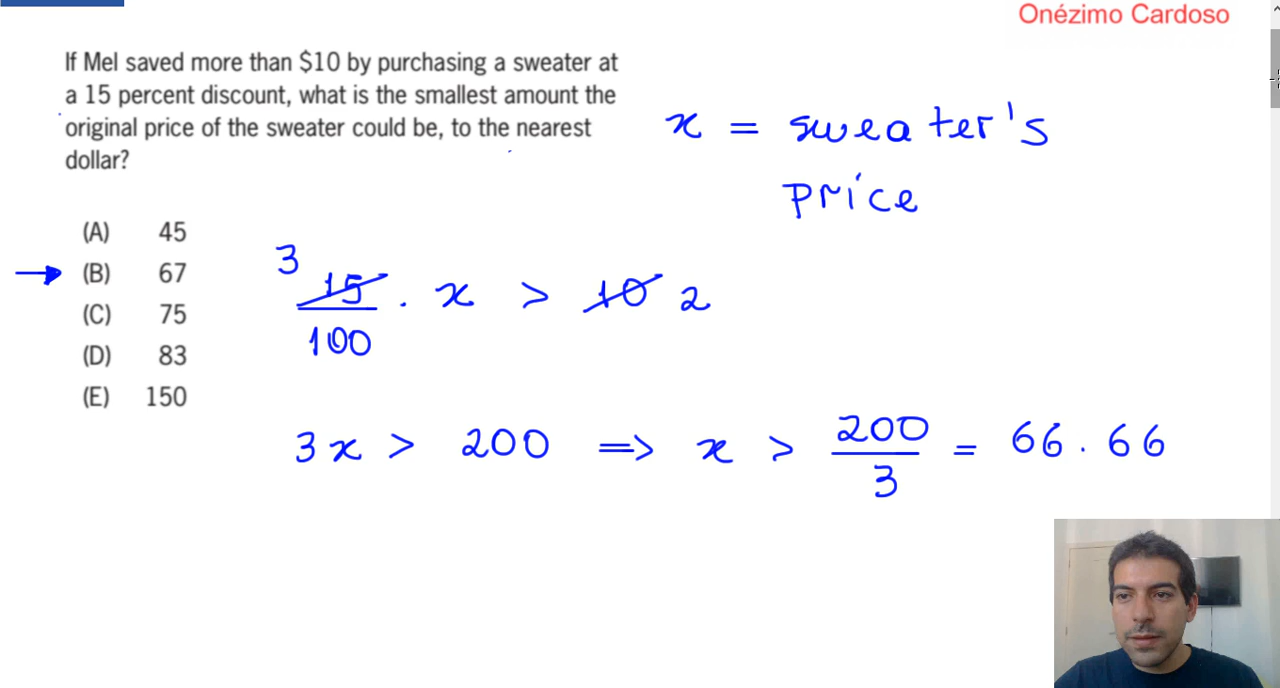 Onézimo Cardoso
If Mel saved more than $10 by purchasing a sweater at
a 15 percent discount, what is the smallest amount the
original price of the sweater could be, to the nearest
dollar?
x = sweater's
price
(A) 45
(B) 67
(C) 75
(D) 83
(E) 150
3
15/100 . x > 10 2
3x > 200 ⇒ x > 200/3 = 66.66